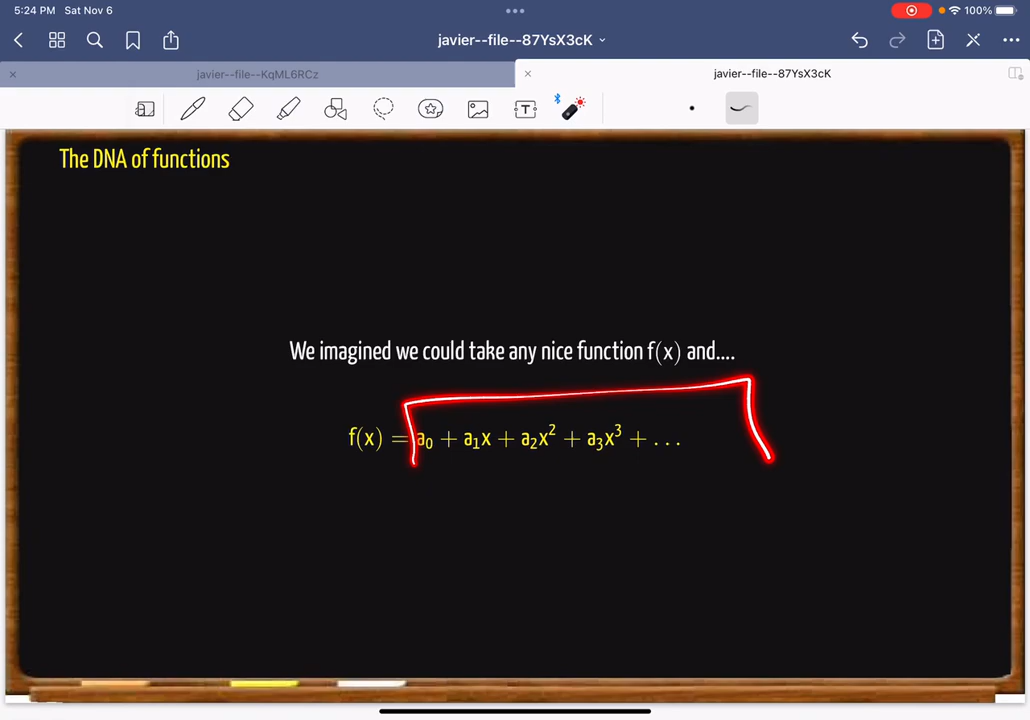 5:24 PM Sat Nov 6 100%
javier--file--87YsX3cK
javier--file--KqML6RCz javier--file--87YsX3cK
The DNA of functions
We imagined we could take any nice function f(x) and....
f(x) = a₀ + a₁x + a₂x² + a₃x³ + . . .